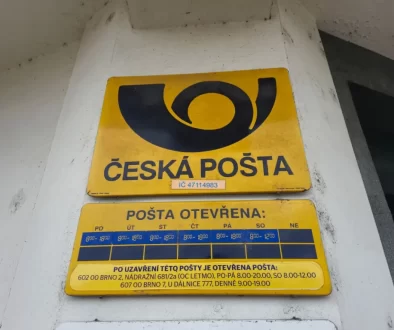 ČESKÁ POŠTA
IČ 47114983
POŠTA OTEVŘENA:
PO ÚT ST ČT PÁ SO NE
PO UZAVŘENÍ TÉTO POŠTY JE OTEVŘENA POŠTA:
602 00 BRNO 2, NÁDRAŽNÍ 681/2a (OC LETMO), PO-PÁ 8.00-20.00, SO 8.00-12.00
607 00 BRNO 7, U DÁLNICE 777, DENNĚ 9.00-19.00